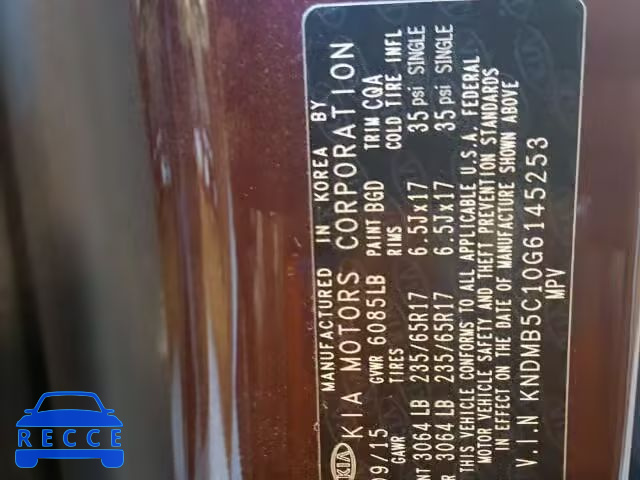 MANUFACTURED IN KOREA BY
KIA KIA MOTORS CORPORATION
09/15 GVWR 6085LB PAINT BGD TRIM CQA
GAWR TIRES RIMS COLD TIRE INFL
NT 3064 LB 235/65R17 6.5Jx17 35 psi SINGLE
R 3064 LB 235/65R17 6.5Jx17 35 psi SINGLE
THIS VEHICLE CONFORMS TO ALL APPLICABLE U.S.A. FEDERAL
MOTOR VEHICLE SAFETY AND THEFT PREVENTION STANDARDS
IN EFFECT ON THE DATE OF MANUFACTURE SHOWN ABOVE
V.I.N KNDMB5C10G6145253
MPV
RECCE